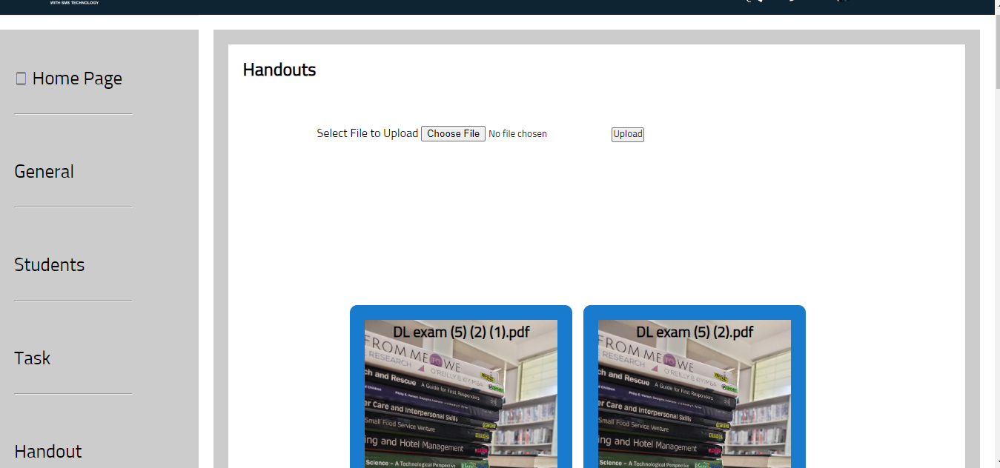 WITH SMS TECHNOLOGY
Home Page
General
Students
Task
Handout
Handouts
Select File to Upload Choose File No file chosen Upload
DL exam (5) (2) (1).pdf
FROM ME TO WE
RESEARCH O'REILLY & KYIMBA
ch and Rescue A Guide for First Responders
er Care and Interpersonal Skills
Small Food Service Venture
ing and Hotel Management
Science – A Technological Perspective
DL exam (5) (2).pdf
FROM ME TO WE
RESEARCH O'REILLY & KYIMBA
ch and Rescue A Guide for First Responders
er Care and Interpersonal Skills
Small Food Service Venture
ing and Hotel Management
Science – A Technological Perspective